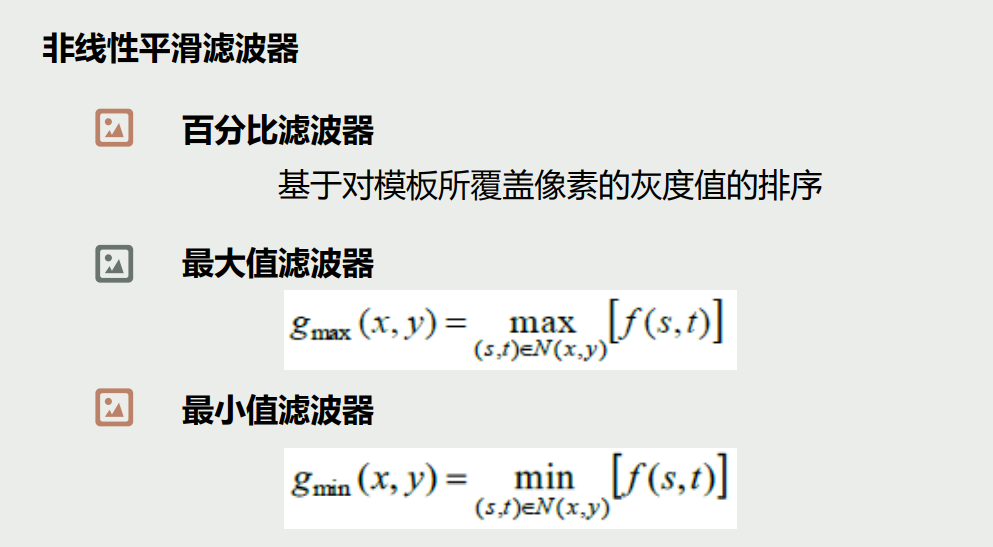 非线性平滑滤波器
百分比滤波器
基于对模板所覆盖像素的灰度值的排序
最大值滤波器
g_max(x,y) = max_{(s,t)∈N(x,y)} [f(s,t)]
最小值滤波器
g_min(x,y) = min_{(s,t)∈N(x,y)} [f(s,t)]